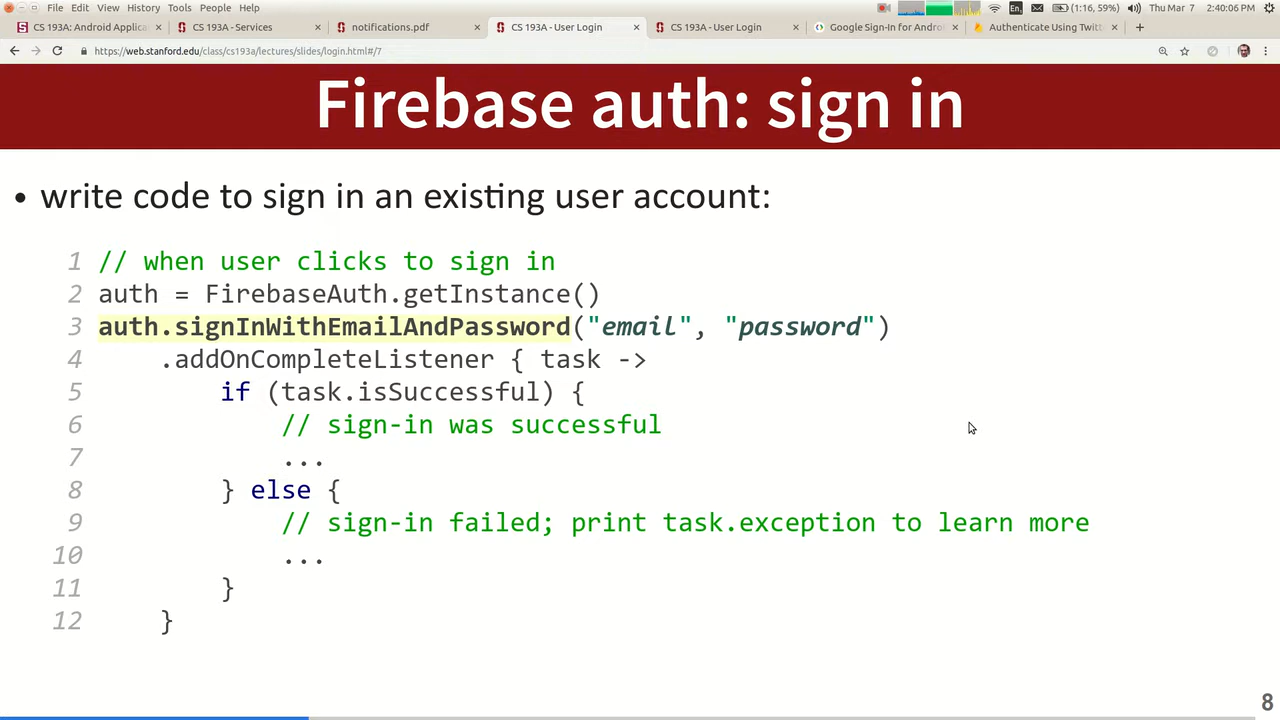 File Edit View History Tools People Help
En (1:16, 59%) Thu Mar 7 2:40:06 PM
CS 193A: Android Applica × CS 193A - Services × notifications.pdf × CS 193A - User Login × CS 193A - User Login × Google Sign-In for Andro × Authenticate Using Twitt × +
https://web.stanford.edu/class/cs193a/lectures/slides/login.html#/7
Firebase auth: sign in
• write code to sign in an existing user account:
1 // when user clicks to sign in
2 auth = FirebaseAuth.getInstance()
3 auth.signInWithEmailAndPassword("email", "password")
4 .addOnCompleteListener { task ->
5 if (task.isSuccessful) {
6 // sign-in was successful
7 ...
8 } else {
9 // sign-in failed; print task.exception to learn more
10 ...
11 }
12 }
8